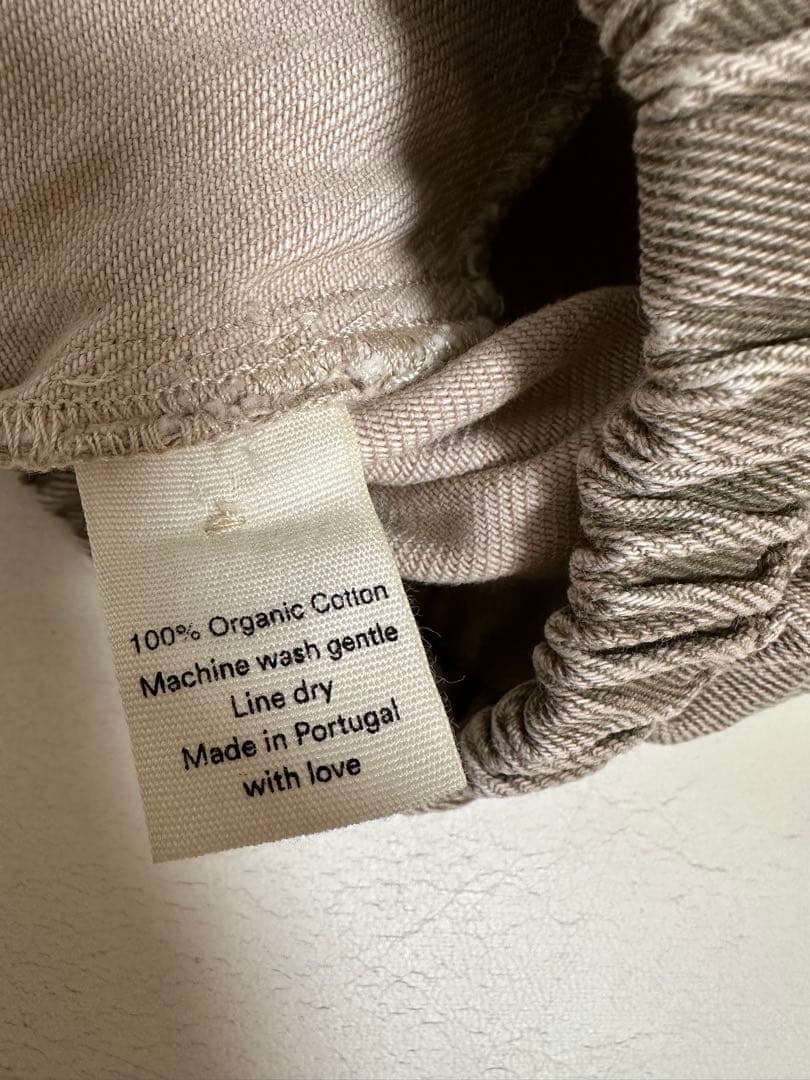 100% Organic Cotton
Machine wash gentle
Line dry
Made in Portugal
with love